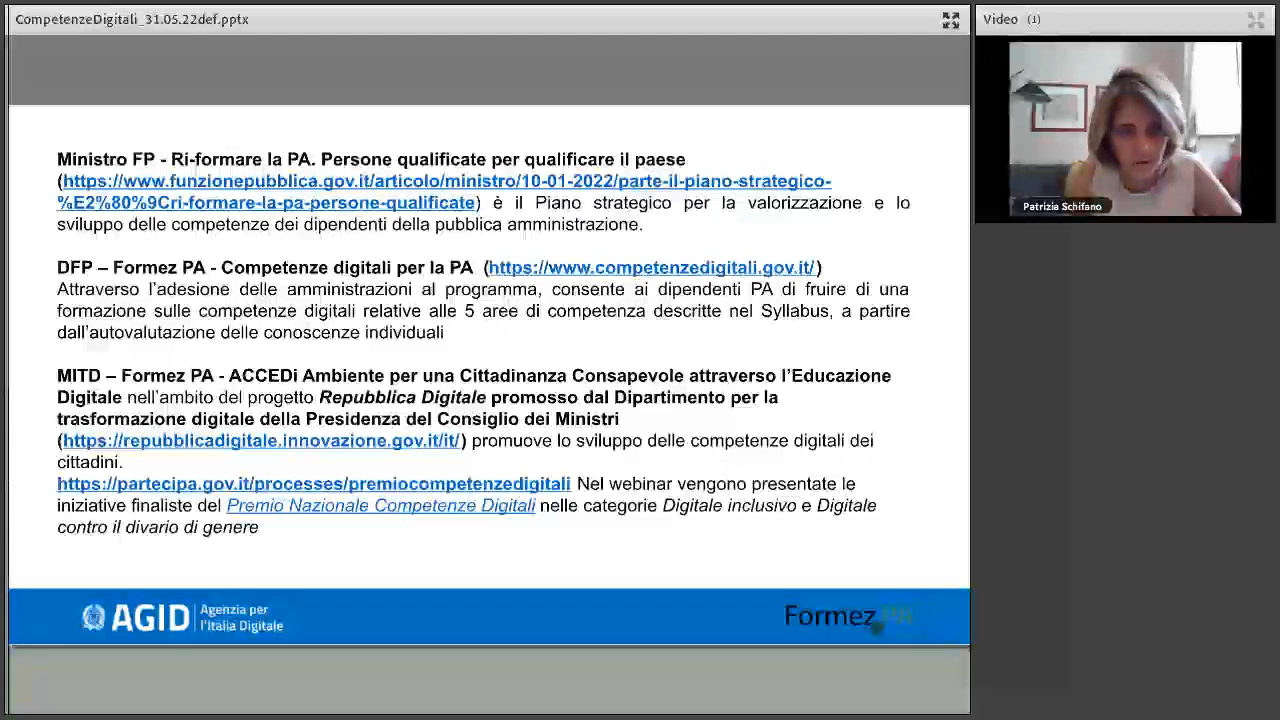 CompetenzeDigitali_31.05.22def.pptx
Video (1)
Patrizia Schifano
Ministro FP - Ri-formare la PA. Persone qualificate per qualificare il paese
(https://www.funzionepubblica.gov.it/articolo/ministro/10-01-2022/parte-il-piano-strategico-
%E2%80%9Cri-formare-la-pa-persone-qualificate) è il Piano strategico per la valorizzazione e lo
sviluppo delle competenze dei dipendenti della pubblica amministrazione.
DFP – Formez PA - Competenze digitali per la PA (https://www.competenzedigitali.gov.it/)
Attraverso l’adesione delle amministrazioni al programma, consente ai dipendenti PA di fruire di una
formazione sulle competenze digitali relative alle 5 aree di competenza descritte nel Syllabus, a partire
dall’autovalutazione delle conoscenze individuali
MITD – Formez PA - ACCEDi Ambiente per una Cittadinanza Consapevole attraverso l’Educazione
Digitale nell’ambito del progetto Repubblica Digitale promosso dal Dipartimento per la
trasformazione digitale della Presidenza del Consiglio dei Ministri
(https://repubblicadigitale.innovazione.gov.it/it/) promuove lo sviluppo delle competenze digitali dei
cittadini.
https://partecipa.gov.it/processes/premiocompetenzedigitali Nel webinar vengono presentate le
iniziative finaliste del Premio Nazionale Competenze Digitali nelle categorie Digitale inclusivo e Digitale
contro il divario di genere
AGID Agenzia per
l’Italia Digitale
Formez PA